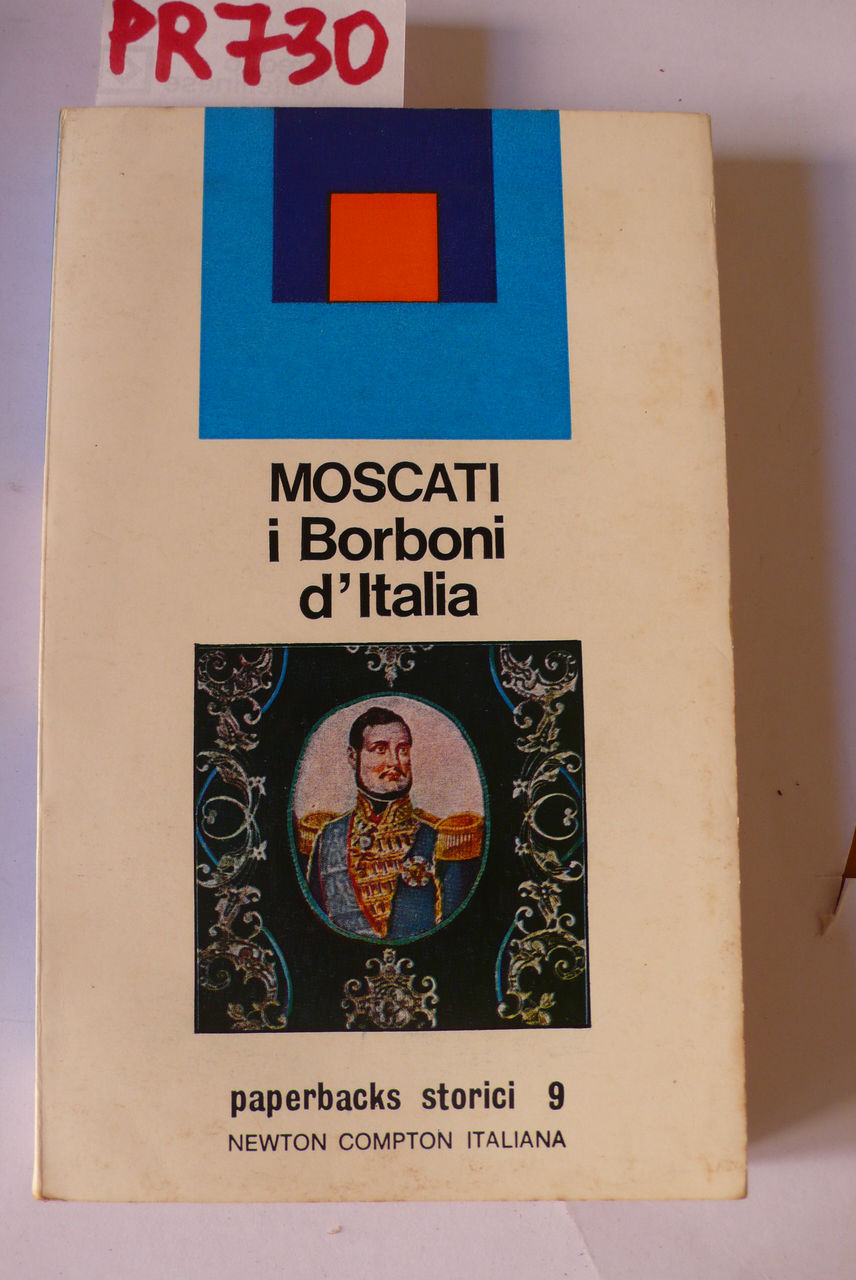 PR730
MOSCATI
i Borboni
d'Italia
paperbacks storici 9
NEWTON COMPTON ITALIANA